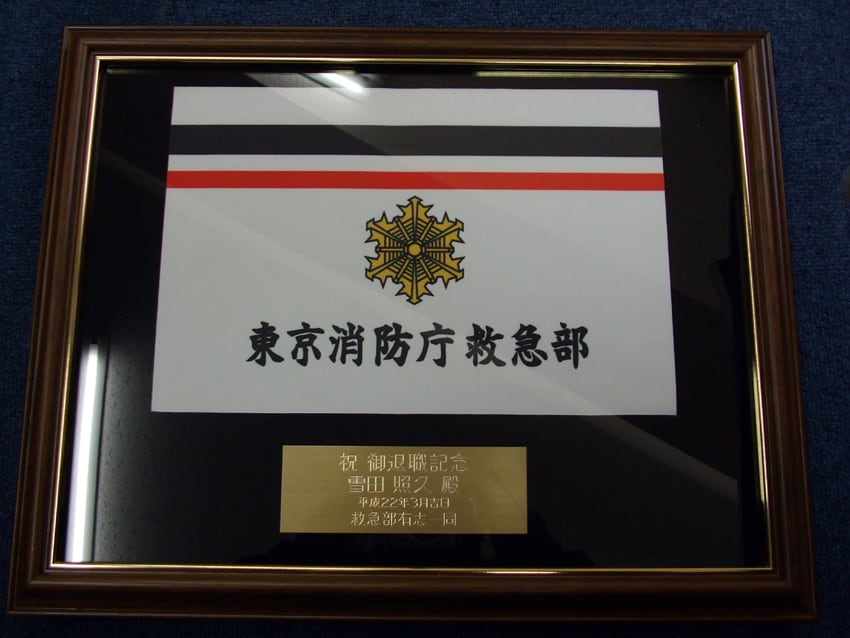 東京消防庁救急部
祝 御退職記念
雪田 照久 殿
平成22年3月吉日
救急部有志一同